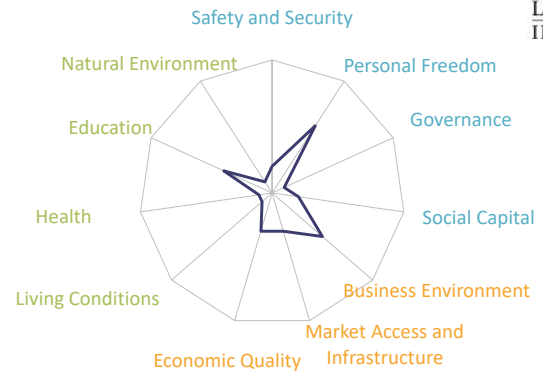 Safety and Security
Natural Environment
Personal Freedom
Education
Governance
Health
Social Capital
Living Conditions
Business Environment
Market Access and
Infrastructure
Economic Quality